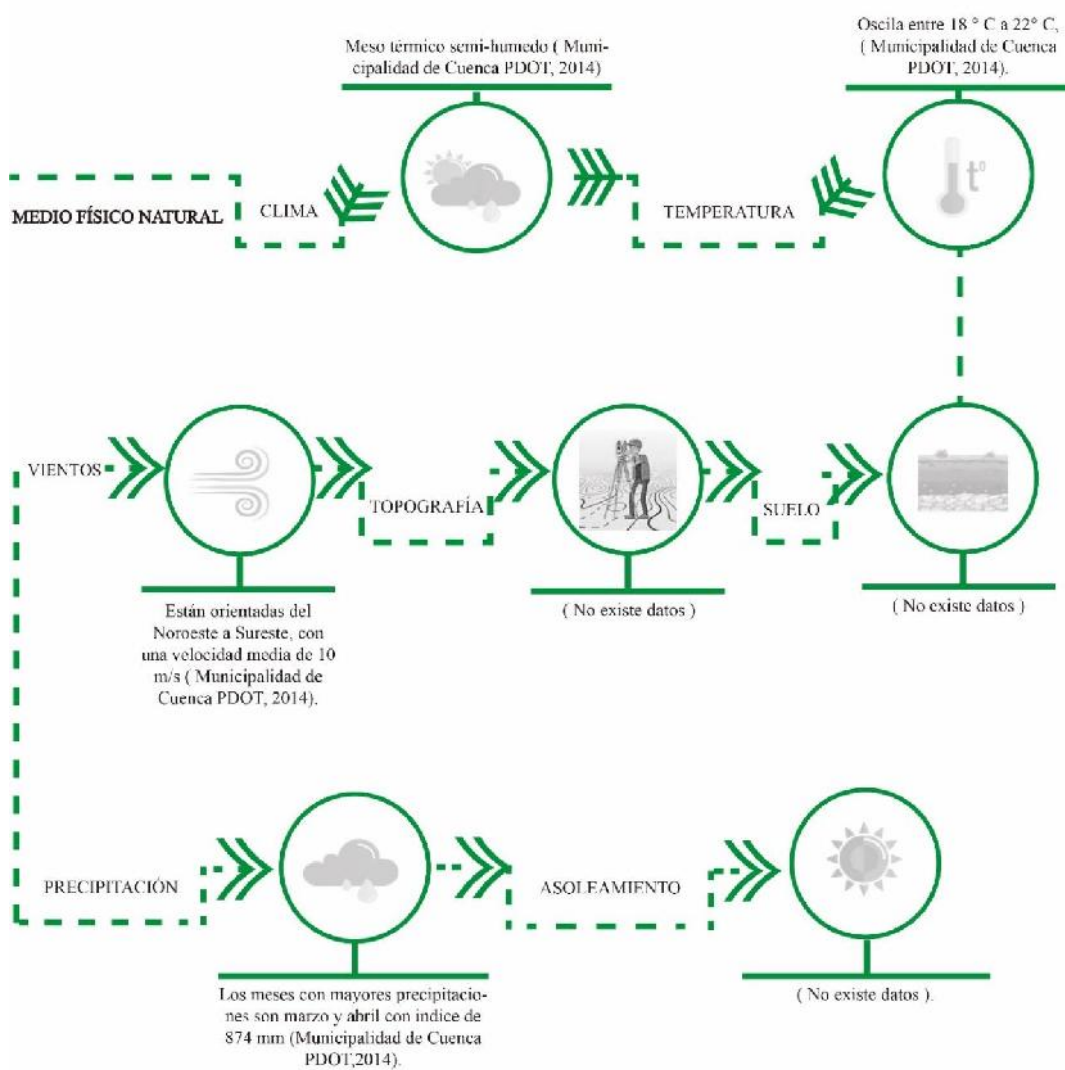 Meso térmico semi-humedo ( Muni-
cipalidad de Cuenca PDOT, 2014)
Oscila entre 18 ° C a 22° C,
( Municipalidad de Cuenca
PDOT, 2014).
MEDIO FÍSICO NATURAL
CLIMA
TEMPERATURA
t°
VIENTOS
TOPOGRAFÍA
SUELO
Están orientadas del
Noroeste a Sureste, con
una velocidad media de 10
m/s ( Municipalidad de
Cuenca PDOT, 2014).
( No existe datos )
( No existe datos )
PRECIPITACIÓN
ASOLEAMIENTO
Los meses con mayores precipitacio-
nes son marzo y abril con indice de
874 mm (Municipalidad de Cuenca
PDOT,2014).
( No existe datos ).